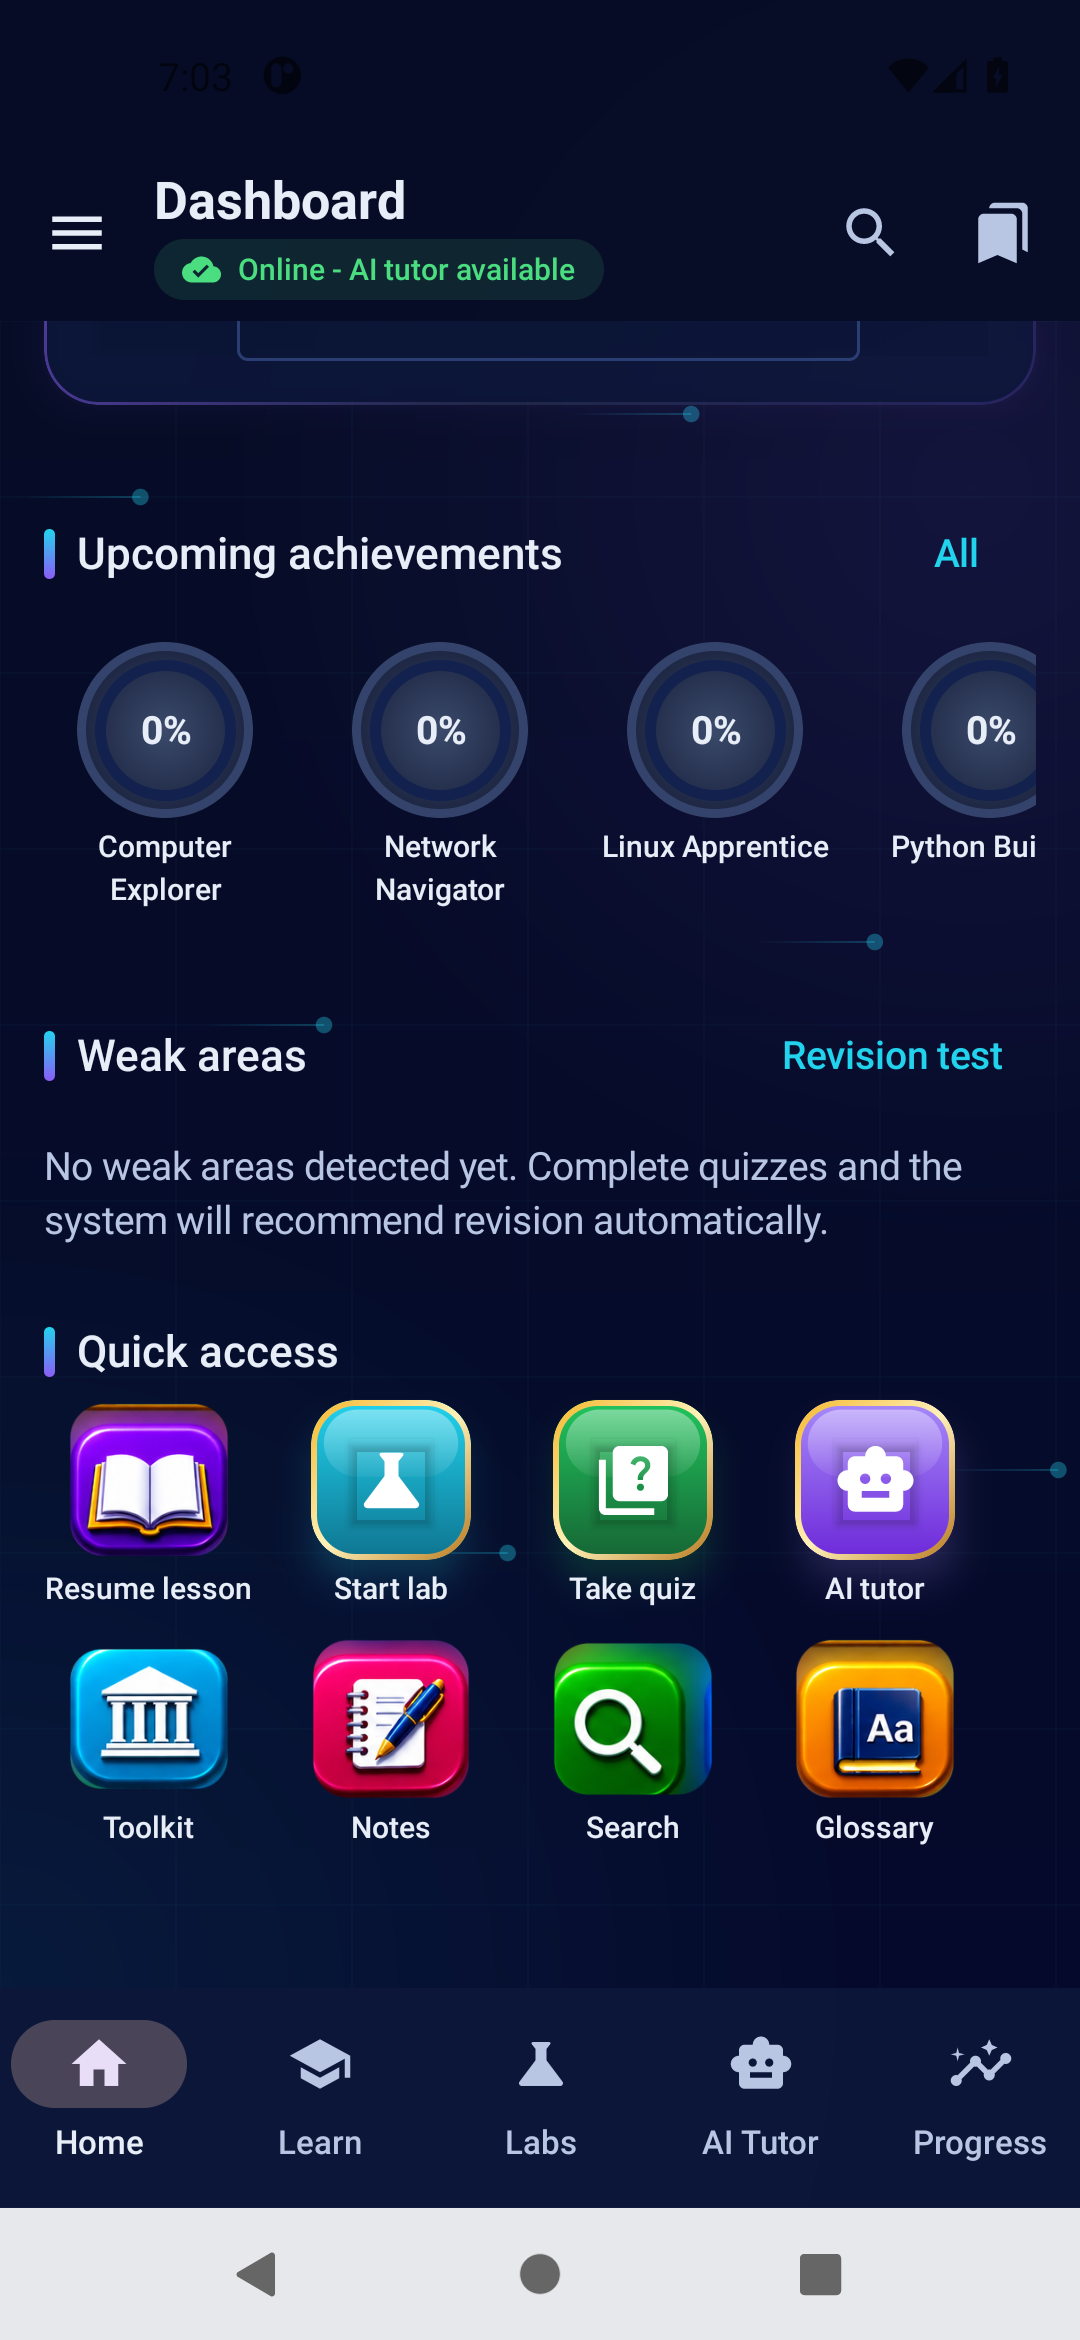 7:03
Dashboard
Online - AI tutor available
Upcoming achievements
All
0%
0%
0%
0%
Computer
Explorer
Network
Navigator
Linux Apprentice
Python Bui
Weak areas
Revision test
No weak areas detected yet. Complete quizzes and the
system will recommend revision automatically.
Quick access
Resume lesson
Start lab
?
Take quiz
AI tutor
Toolkit
Notes
Search
Aa
Glossary
Home
Learn
Labs
AI Tutor
Progress